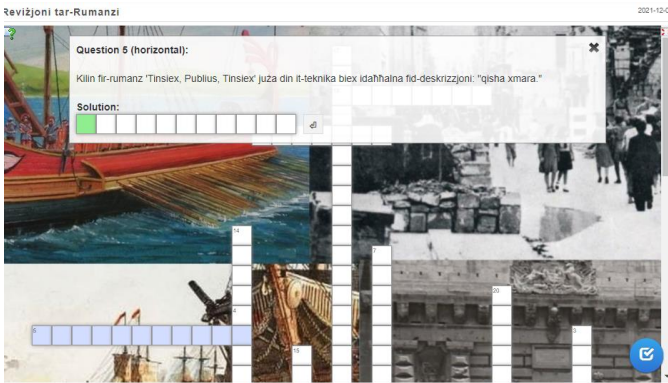 Reviżjoni tar-Rumanzi
2021-12-0
Question 5 (horizontal):
Kilin fir-rumanz 'Tinsiex, Publius, Tinsiex' juża din it-teknika biex idaħħalna fid-deskrizzjoni: "qisha xmara."
Solution:
14
7
20
4
5
3
18